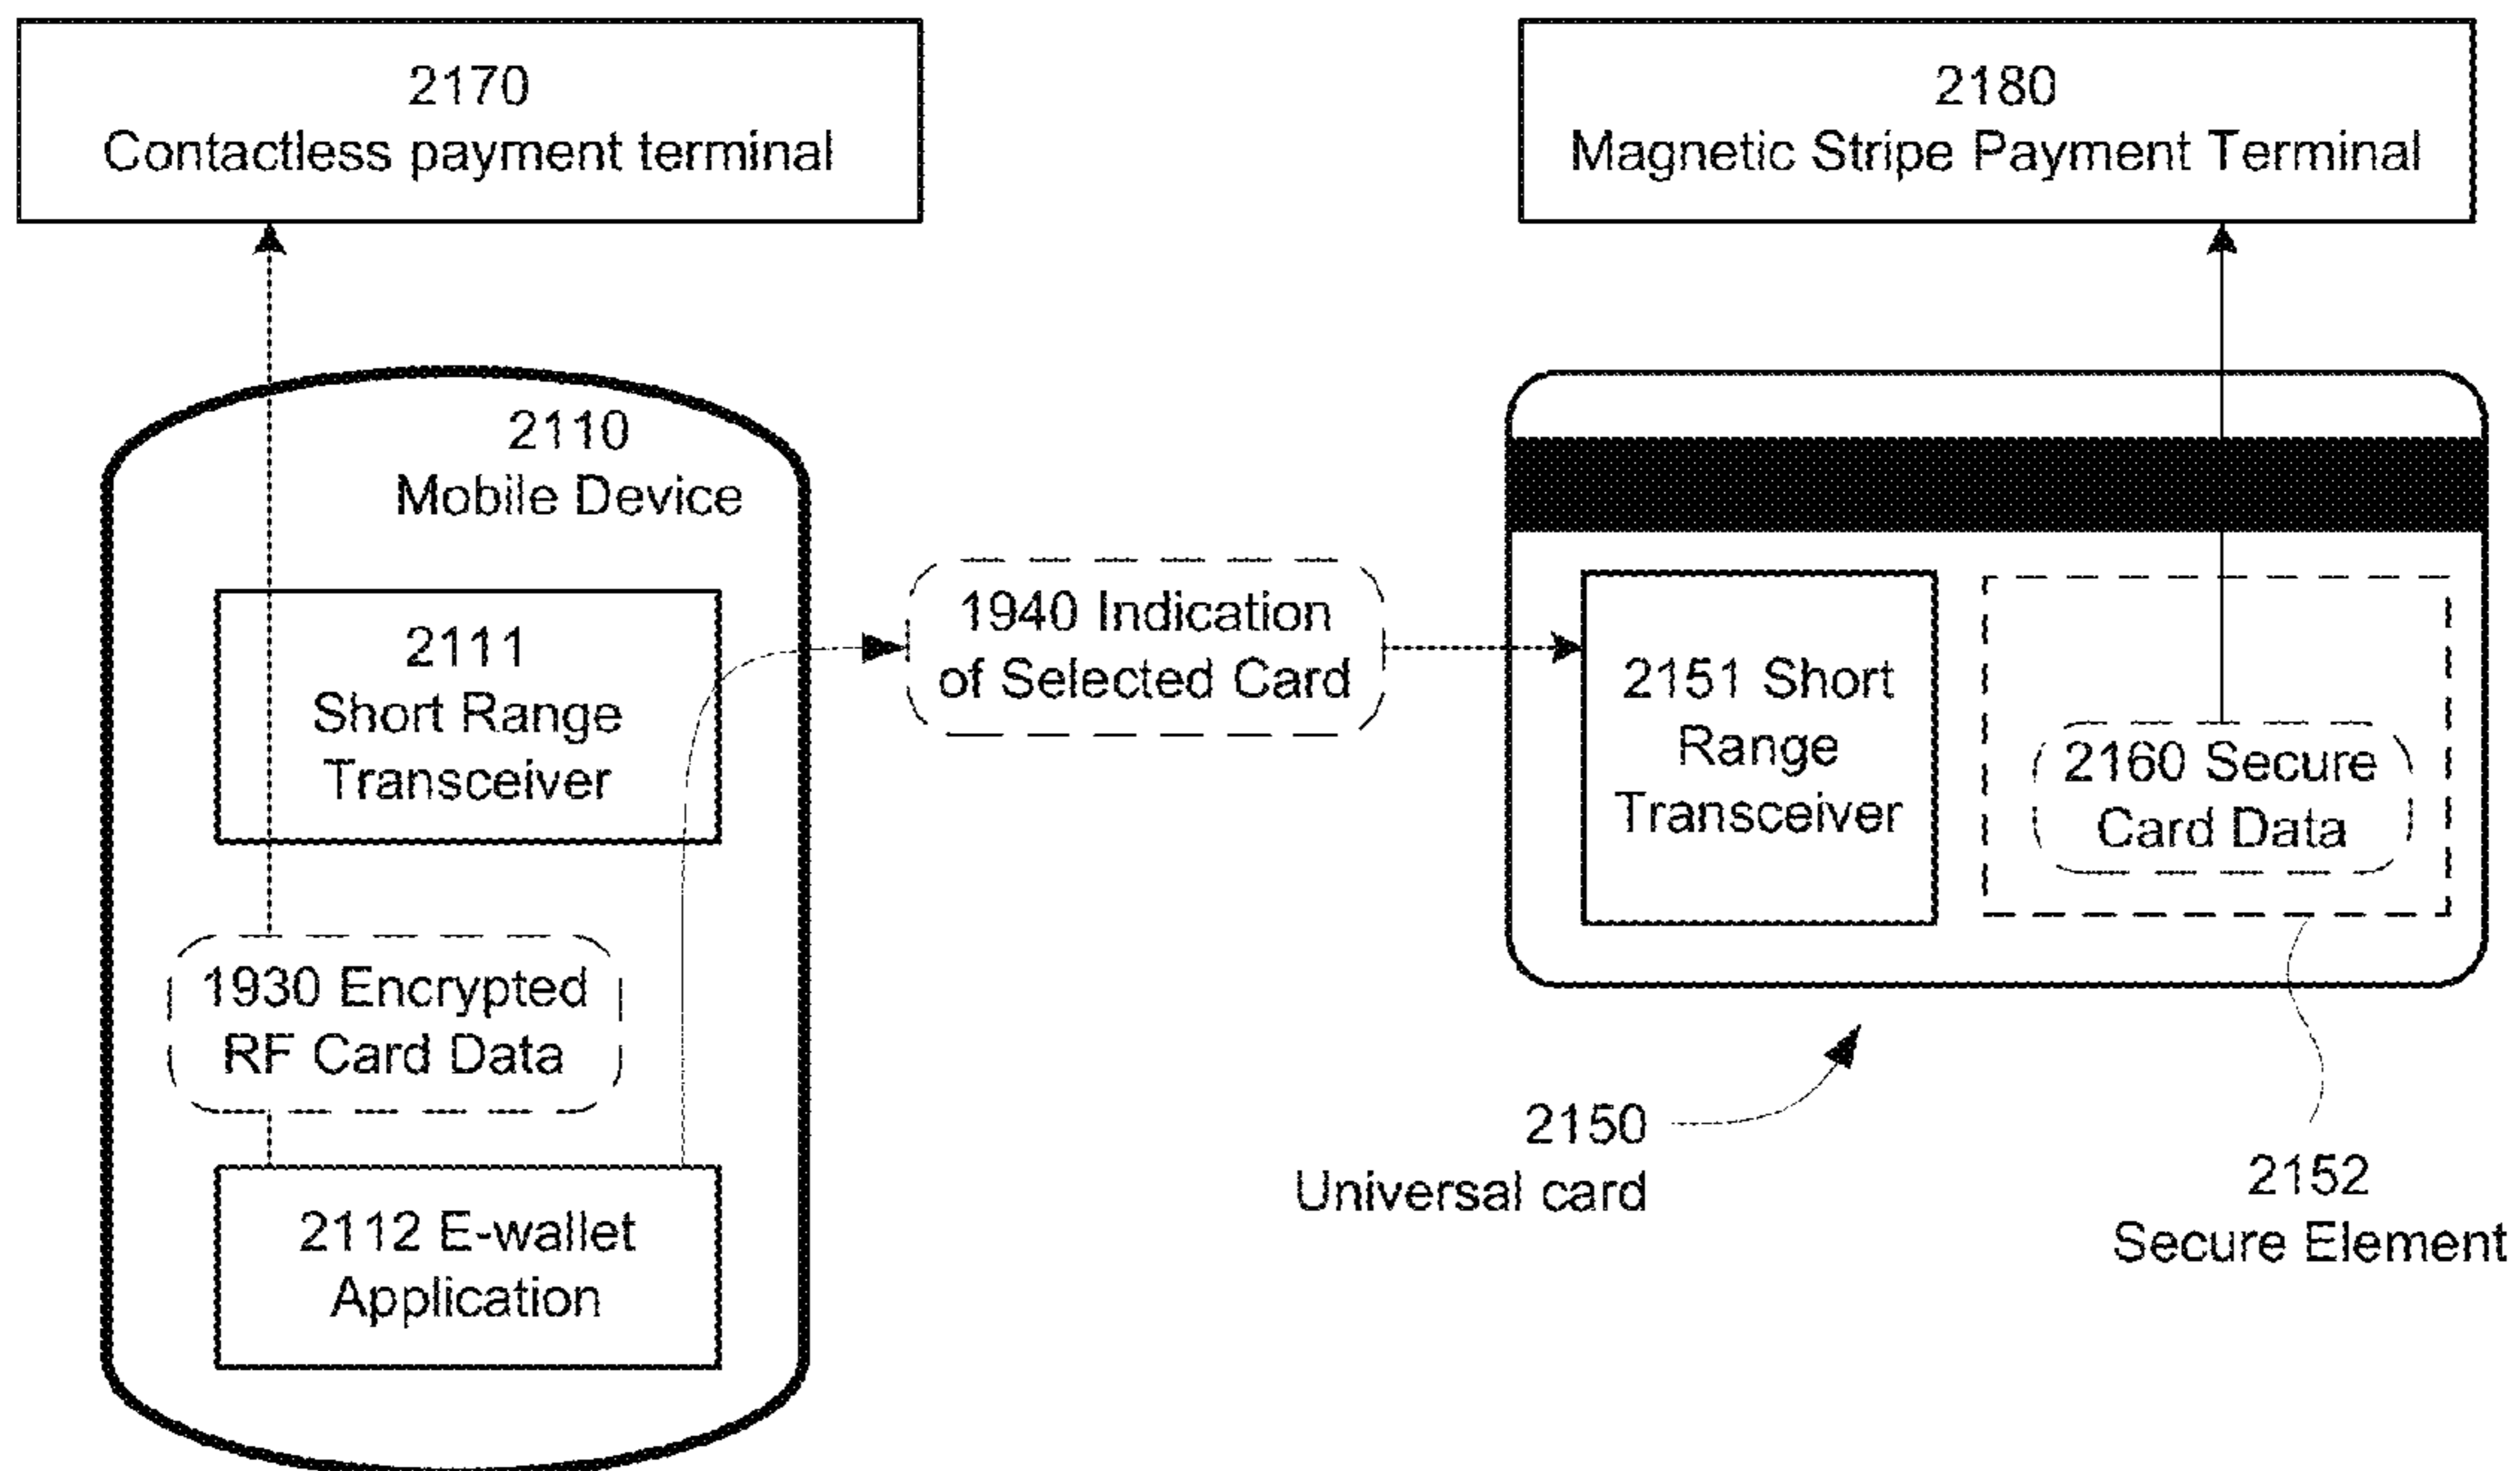 2170
Contactless payment terminal
2180
Magnetic Stripe Payment Terminal
2110
Mobile Device
2111
Short Range
Transceiver
1930 Encrypted
RF Card Data
2112 E-wallet
Application
1940 Indication
of Selected Card
2151 Short
Range
Transceiver
2160 Secure
Card Data
2150
Universal card
2152
Secure Element